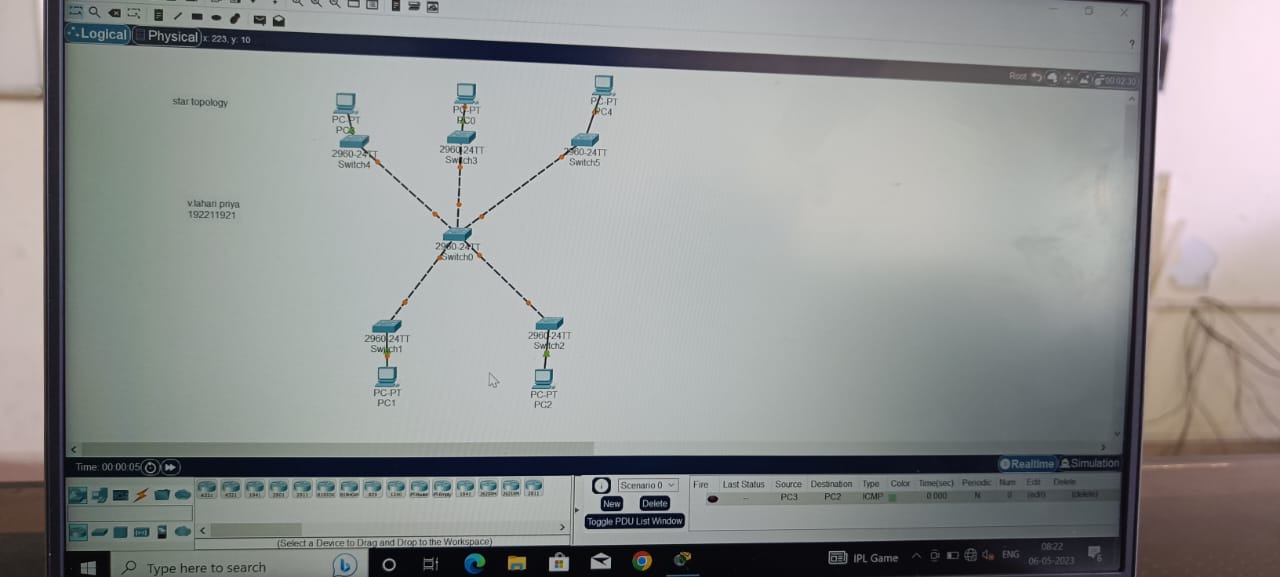 Logical Physical x: 223, y: 10
?
Root 00:02:30
star topology
PC-PT
PC-PT
PC0
PC-PT
PC4
2960-24TT
Switch4
2960-24TT
Switch3
2960-24TT
Switch5
v.lahari priya
192211921
2960-24TT
Switch0
2960-24TT
Switch1
2960-24TT
Switch2
PC-PT
PC1
PC-PT
PC2
Time: 00:00:05
Realtime Simulation
Scenario 0
New Delete
Toggle PDU List Window
Fire Last Status Source Destination Type Color Time(sec) Periodic Num Edit Delete
-- PC3 PC2 ICMP 0.000 N 0 (edit) (delete)
(Select a Device to Drag and Drop to the Workspace)
Type here to search
IPL Game
ENG
08:22
06-05-2023